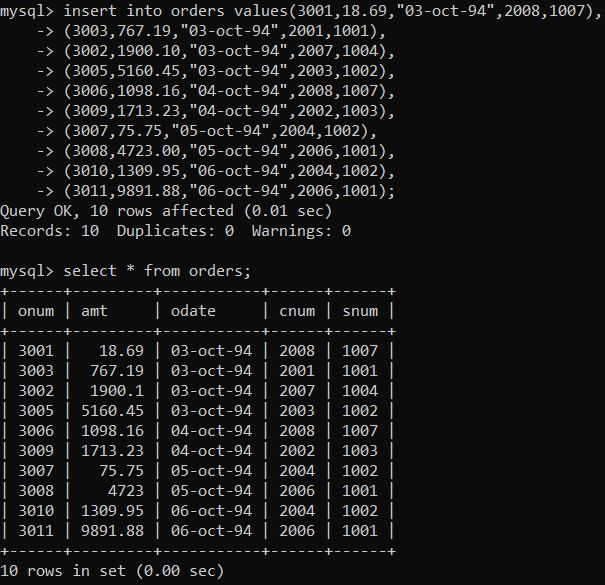 mysql> insert into orders values(3001,18.69,"03-oct-94",2008,1007),
    -> (3003,767.19,"03-oct-94",2001,1001),
    -> (3002,1900.10,"03-oct-94",2007,1004),
    -> (3005,5160.45,"03-oct-94",2003,1002),
    -> (3006,1098.16,"04-oct-94",2008,1007),
    -> (3009,1713.23,"04-oct-94",2002,1003),
    -> (3007,75.75,"05-oct-94",2004,1002),
    -> (3008,4723.00,"05-oct-94",2006,1001),
    -> (3010,1309.95,"06-oct-94",2004,1002),
    -> (3011,9891.88,"06-oct-94",2006,1001);
Query OK, 10 rows affected (0.01 sec)
Records: 10  Duplicates: 0  Warnings: 0

mysql> select * from orders;
+------+---------+-----------+------+------+
| onum | amt     | odate     | cnum | snum |
+------+---------+-----------+------+------+
| 3001 |   18.69 | 03-oct-94 | 2008 | 1007 |
| 3003 |  767.19 | 03-oct-94 | 2001 | 1001 |
| 3002 |  1900.1 | 03-oct-94 | 2007 | 1004 |
| 3005 | 5160.45 | 03-oct-94 | 2003 | 1002 |
| 3006 | 1098.16 | 04-oct-94 | 2008 | 1007 |
| 3009 | 1713.23 | 04-oct-94 | 2002 | 1003 |
| 3007 |   75.75 | 05-oct-94 | 2004 | 1002 |
| 3008 |    4723 | 05-oct-94 | 2006 | 1001 |
| 3010 | 1309.95 | 06-oct-94 | 2004 | 1002 |
| 3011 | 9891.88 | 06-oct-94 | 2006 | 1001 |
+------+---------+-----------+------+------+
10 rows in set (0.00 sec)